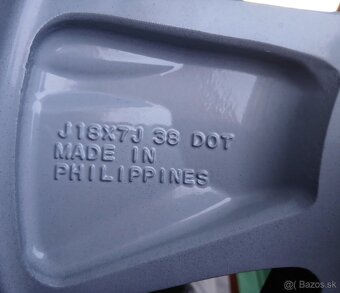 J18X7J 38 DOT
MADE IN
PHILIPPINES
© Bazos.sk